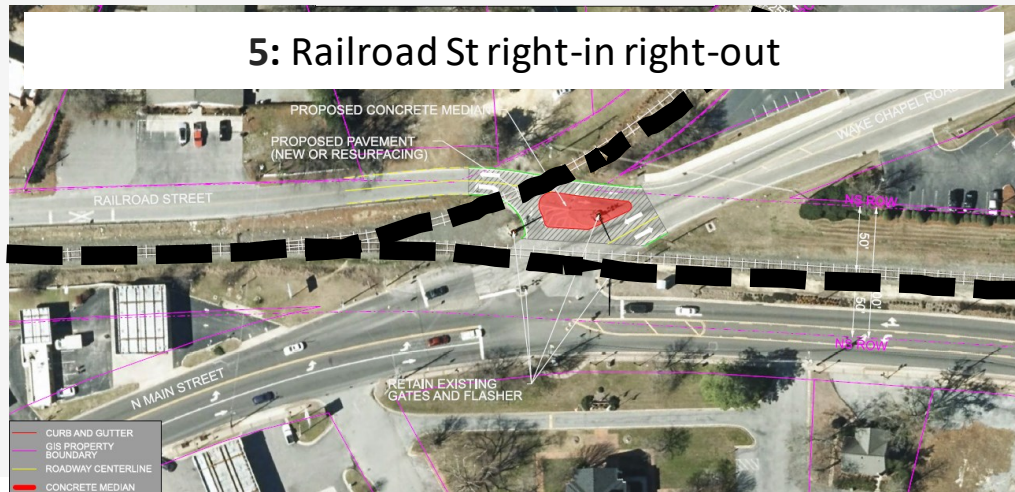 5: Railroad St right-in right-out
PROPOSED CONCRETE MEDIAN
PROPOSED PAVEMENT
(NEW OR RESURFACING)
WAKE CHAPEL ROAD
RAILROAD STREET
NS ROW
50'
NS ROW
N MAIN STREET
RETAIN EXISTING
GATES AND FLASHER
CURB AND GUTTER
GIS PROPERTY
BOUNDARY
ROADWAY CENTERLINE
CONCRETE MEDIAN